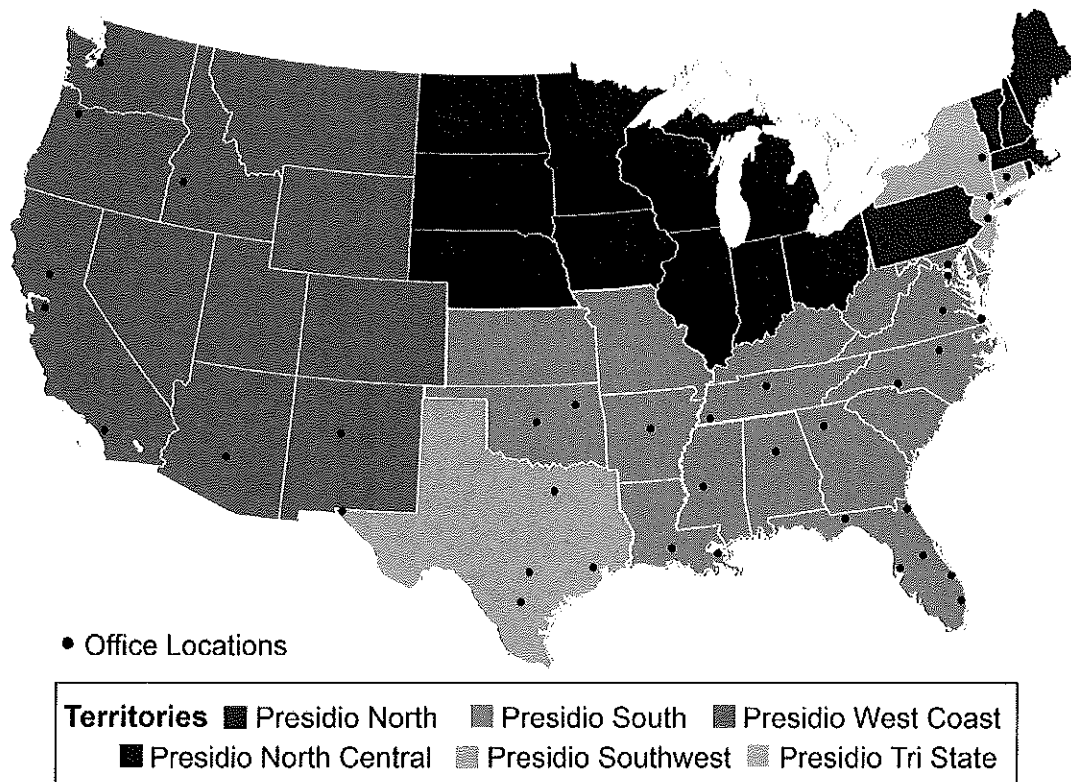 • Office Locations
Territories Presidio North Presidio South Presidio West Coast
Presidio North Central Presidio Southwest Presidio Tri State